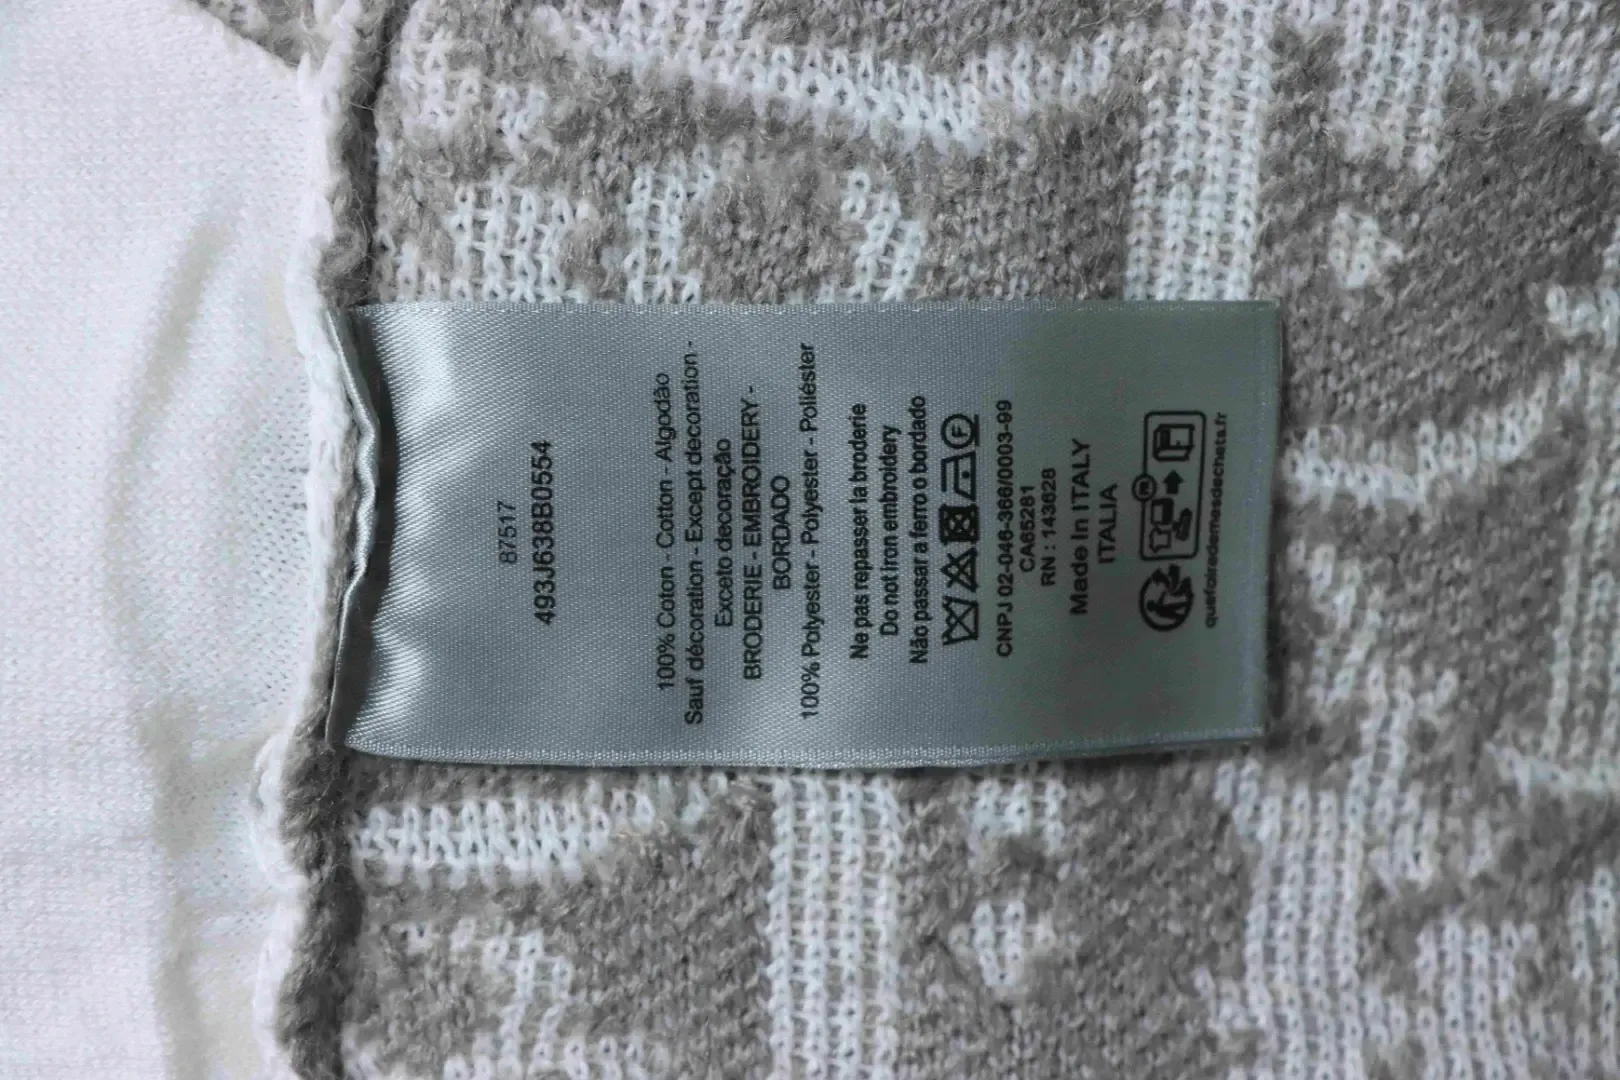 87517
493J638B0554
100% Coton - Cotton - Algodão
Sauf décoration - Except decoration -
Exceto decoração
BRODERIE - EMBROIDERY -
BORDADO
100% Polyester - Polyester - Poliéster
Ne pas repasser la broderie
Do not iron embroidery
Não passar a ferro o bordado
F
CNPJ 02-046-366/0003-99
CA65281
RN : 143628
Made in ITALY
ITALIA
quefairedemesdechets.fr